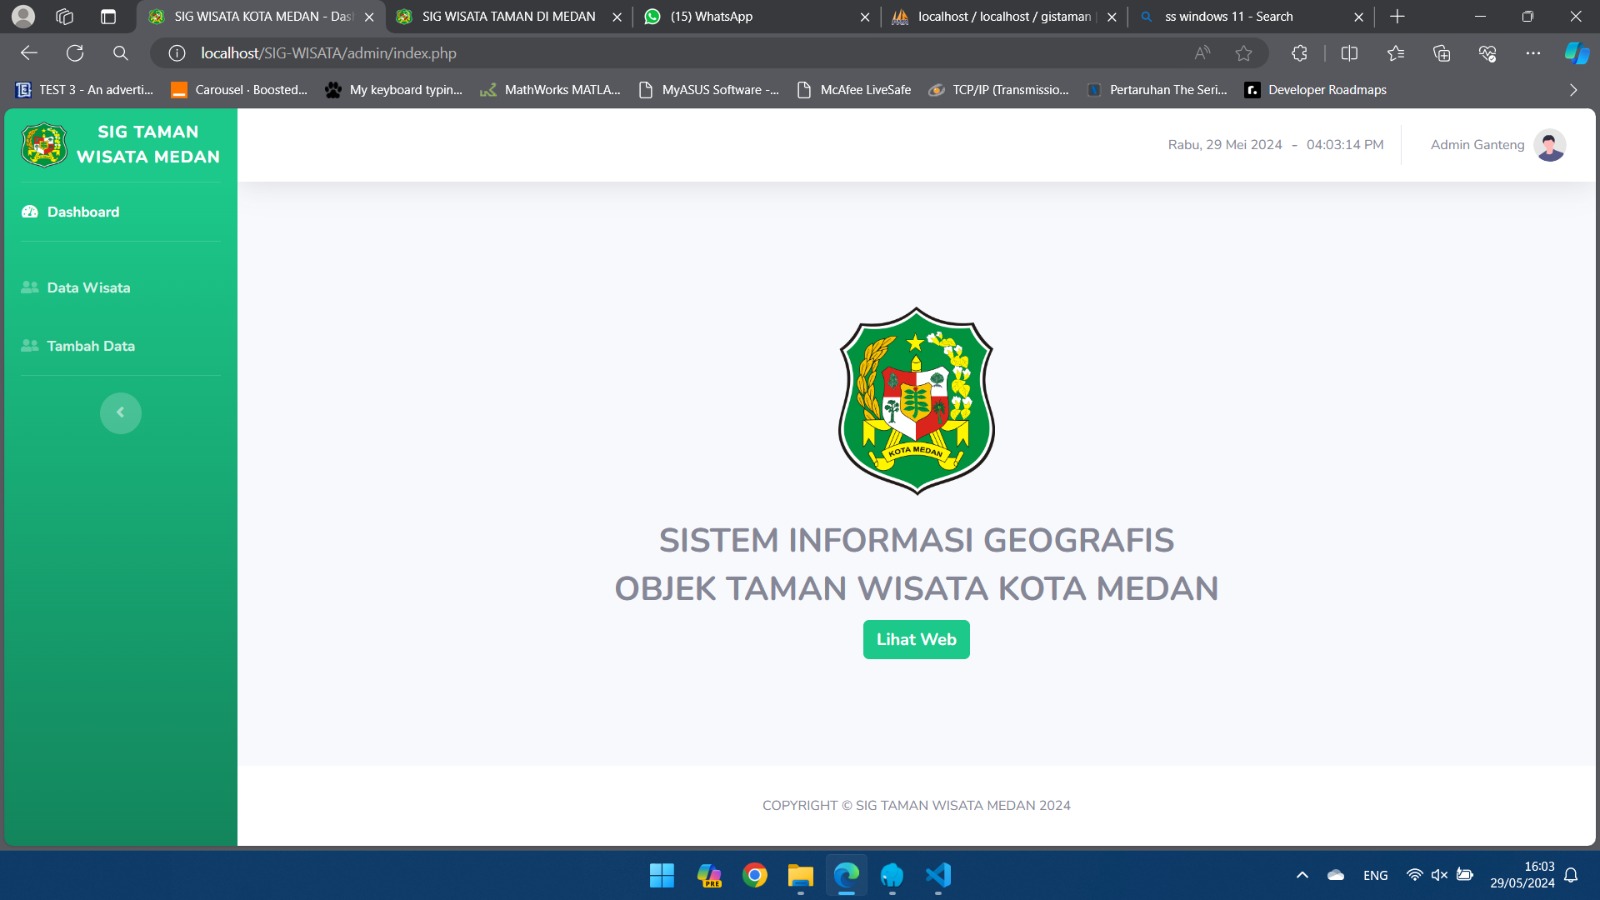 SIG WISATA KOTA MEDAN - Das
SIG WISATA TAMAN DI MEDAN
(15) WhatsApp
localhost / localhost / gistaman
ss windows 11 - Search
localhost/SIG-WISATA/admin/index.php
TEST 3 - An adverti...
Carousel · Boosted...
My keyboard typin...
MathWorks MATLA...
MyASUS Software -...
McAfee LiveSafe
TCP/IP (Transmissio...
Pertaruhan The Seri...
Developer Roadmaps
SIG TAMAN
WISATA MEDAN
Rabu, 29 Mei 2024 - 04:03:14 PM
Admin Ganteng
Dashboard
Data Wisata
Tambah Data
KOTA MEDAN
SISTEM INFORMASI GEOGRAFIS
OBJEK TAMAN WISATA KOTA MEDAN
Lihat Web
COPYRIGHT © SIG TAMAN WISATA MEDAN 2024
PRE
ENG
16:03
29/05/2024